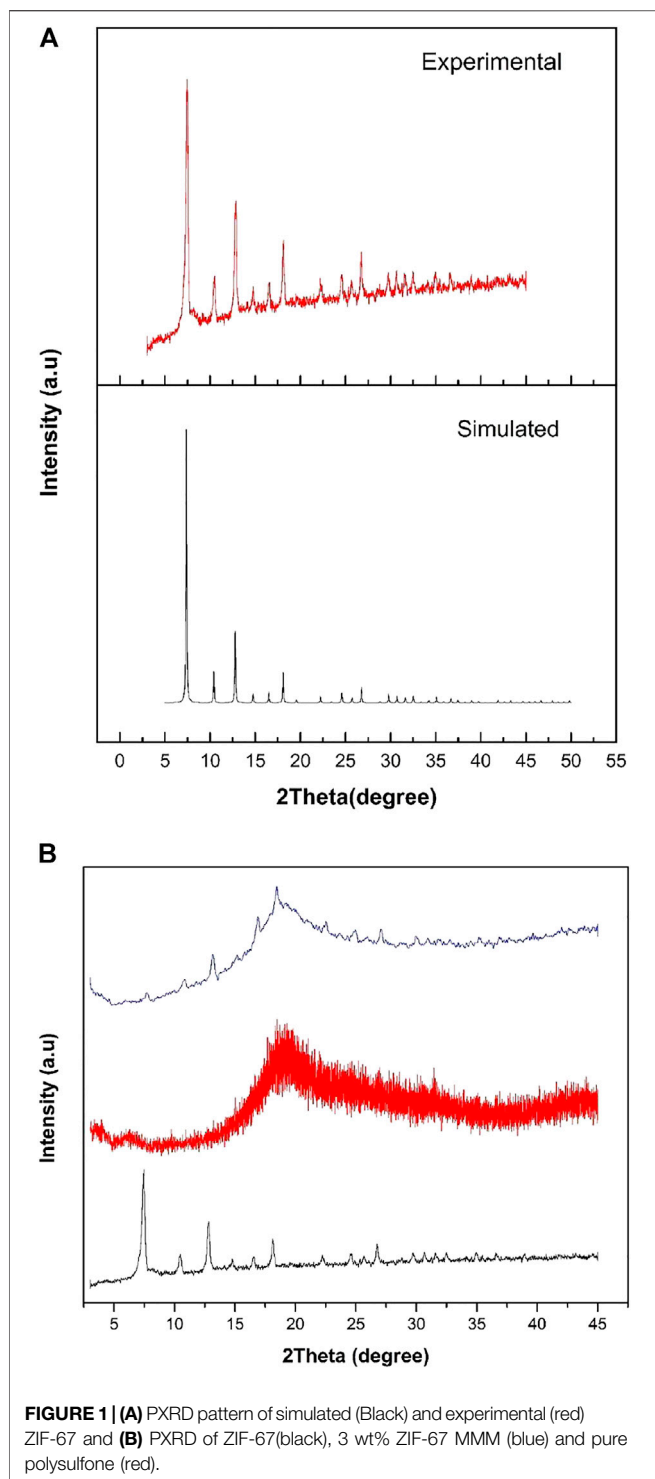 A
Experimental
Simulated
Intensity (a.u)
0 5 10 15 20 25 30 35 40 45 50 55
2Theta(degree)
B
Intensity (a.u)
5 10 15 20 25 30 35 40 45
2Theta (degree)
FIGURE 1 | (A) PXRD pattern of simulated (Black) and experimental (red)
ZIF-67 and (B) PXRD of ZIF-67(black), 3 wt% ZIF-67 MMM (blue) and pure
polysulfone (red).